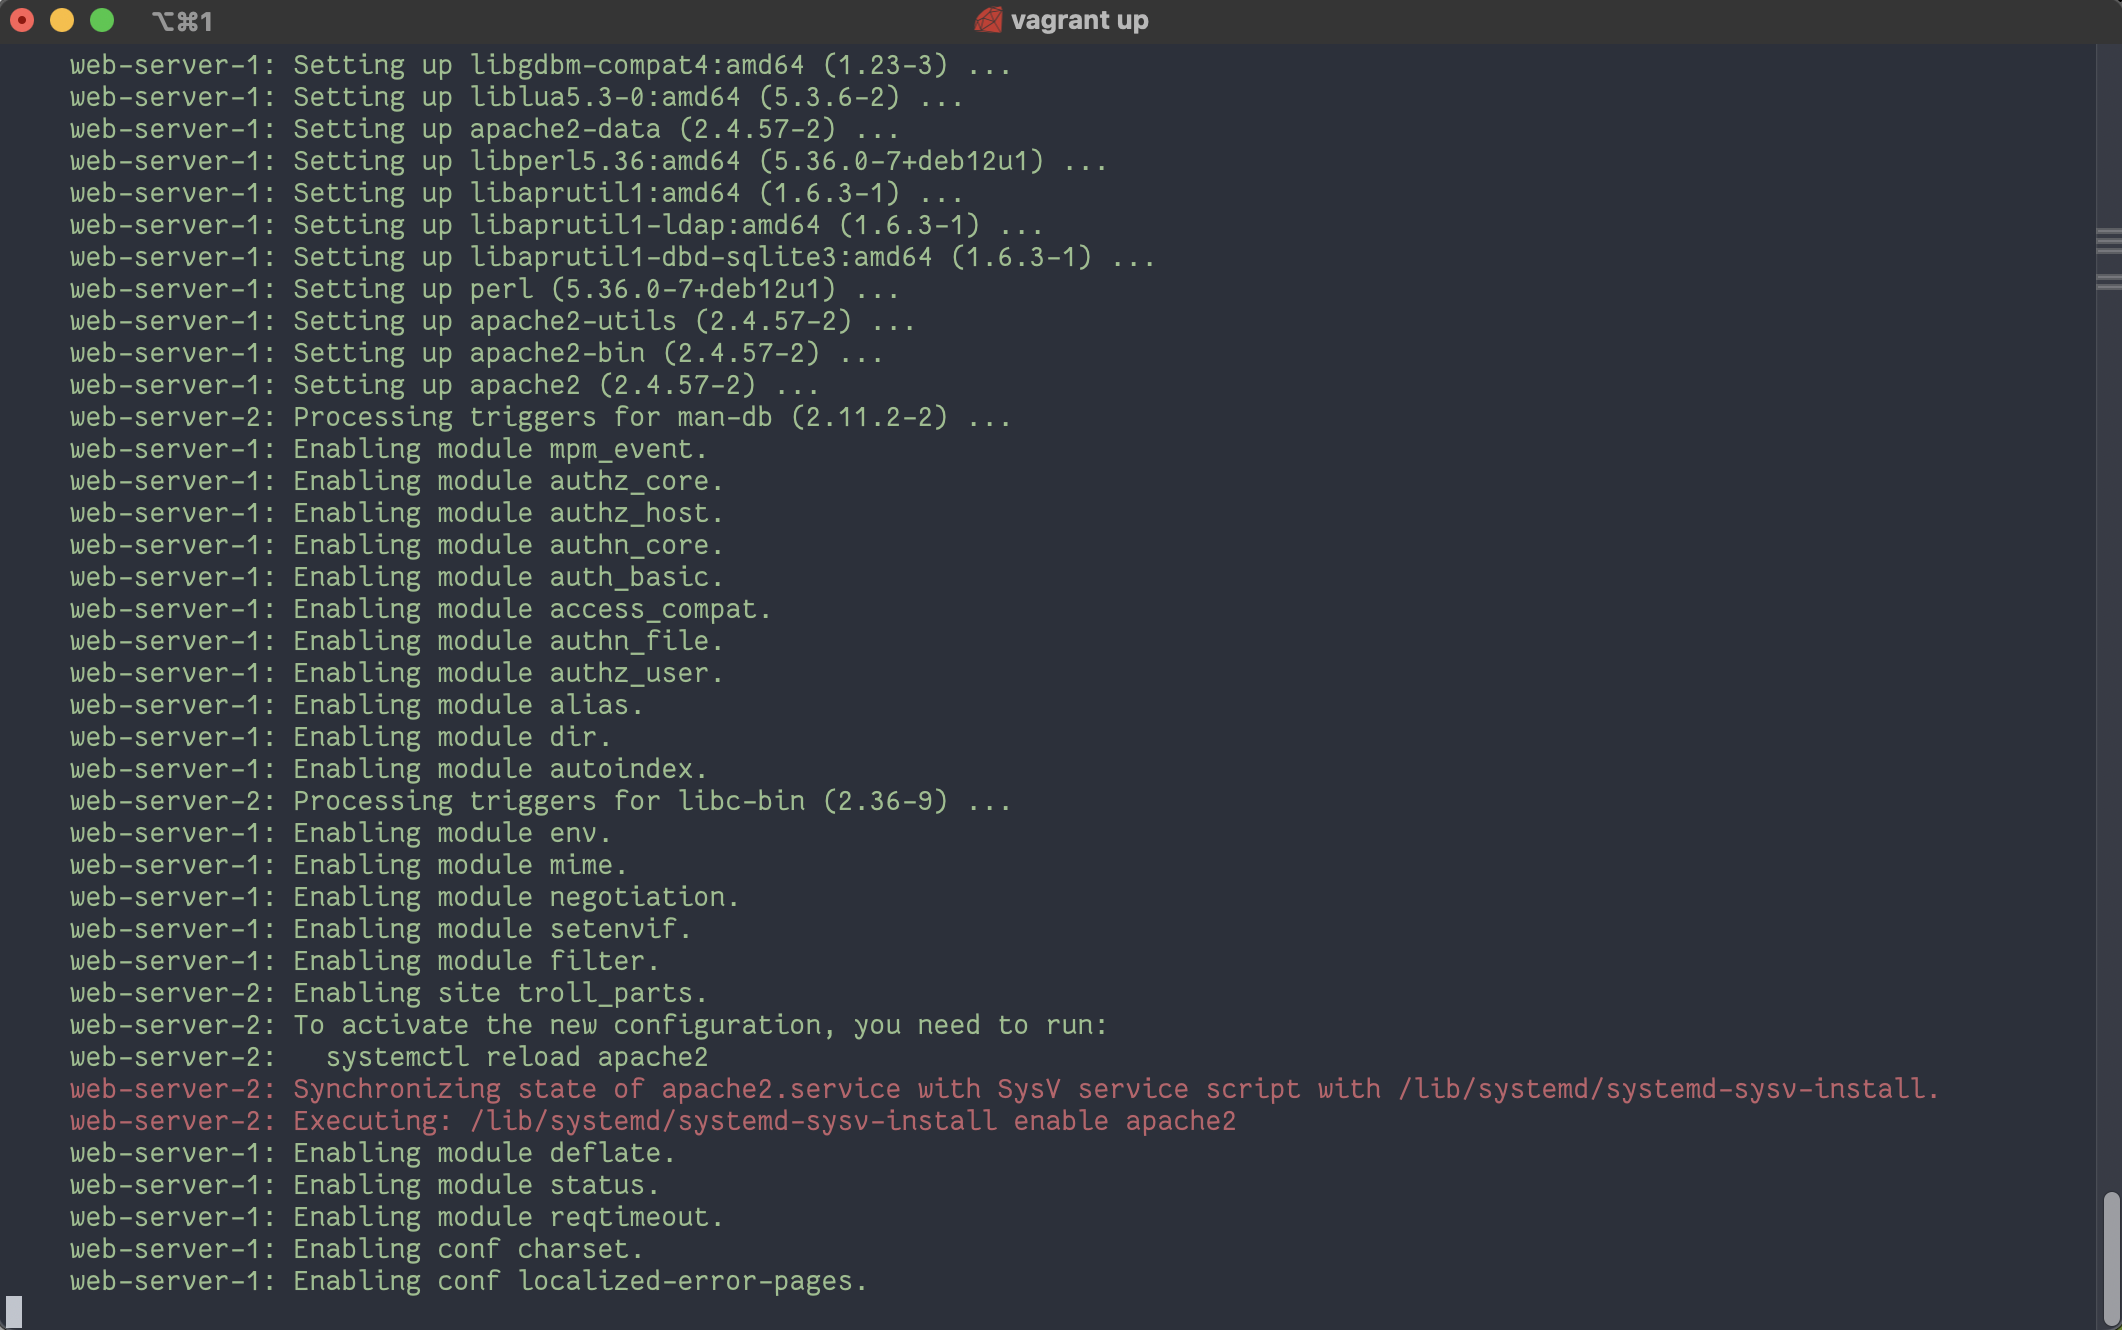 ⌥⌘1
vagrant up
web-server-1: Setting up libgdbm-compat4:amd64 (1.23-3) ...
web-server-1: Setting up liblua5.3-0:amd64 (5.3.6-2) ...
web-server-1: Setting up apache2-data (2.4.57-2) ...
web-server-1: Setting up libperl5.36:amd64 (5.36.0-7+deb12u1) ...
web-server-1: Setting up libaprutil1:amd64 (1.6.3-1) ...
web-server-1: Setting up libaprutil1-ldap:amd64 (1.6.3-1) ...
web-server-1: Setting up libaprutil1-dbd-sqlite3:amd64 (1.6.3-1) ...
web-server-1: Setting up perl (5.36.0-7+deb12u1) ...
web-server-1: Setting up apache2-utils (2.4.57-2) ...
web-server-1: Setting up apache2-bin (2.4.57-2) ...
web-server-1: Setting up apache2 (2.4.57-2) ...
web-server-2: Processing triggers for man-db (2.11.2-2) ...
web-server-1: Enabling module mpm_event.
web-server-1: Enabling module authz_core.
web-server-1: Enabling module authz_host.
web-server-1: Enabling module authn_core.
web-server-1: Enabling module auth_basic.
web-server-1: Enabling module access_compat.
web-server-1: Enabling module authn_file.
web-server-1: Enabling module authz_user.
web-server-1: Enabling module alias.
web-server-1: Enabling module dir.
web-server-1: Enabling module autoindex.
web-server-2: Processing triggers for libc-bin (2.36-9) ...
web-server-1: Enabling module env.
web-server-1: Enabling module mime.
web-server-1: Enabling module negotiation.
web-server-1: Enabling module setenvif.
web-server-1: Enabling module filter.
web-server-2: Enabling site troll_parts.
web-server-2: To activate the new configuration, you need to run:
web-server-2:   systemctl reload apache2
web-server-2: Synchronizing state of apache2.service with SysV service script with /lib/systemd/systemd-sysv-install.
web-server-2: Executing: /lib/systemd/systemd-sysv-install enable apache2
web-server-1: Enabling module deflate.
web-server-1: Enabling module status.
web-server-1: Enabling module reqtimeout.
web-server-1: Enabling conf charset.
web-server-1: Enabling conf localized-error-pages.